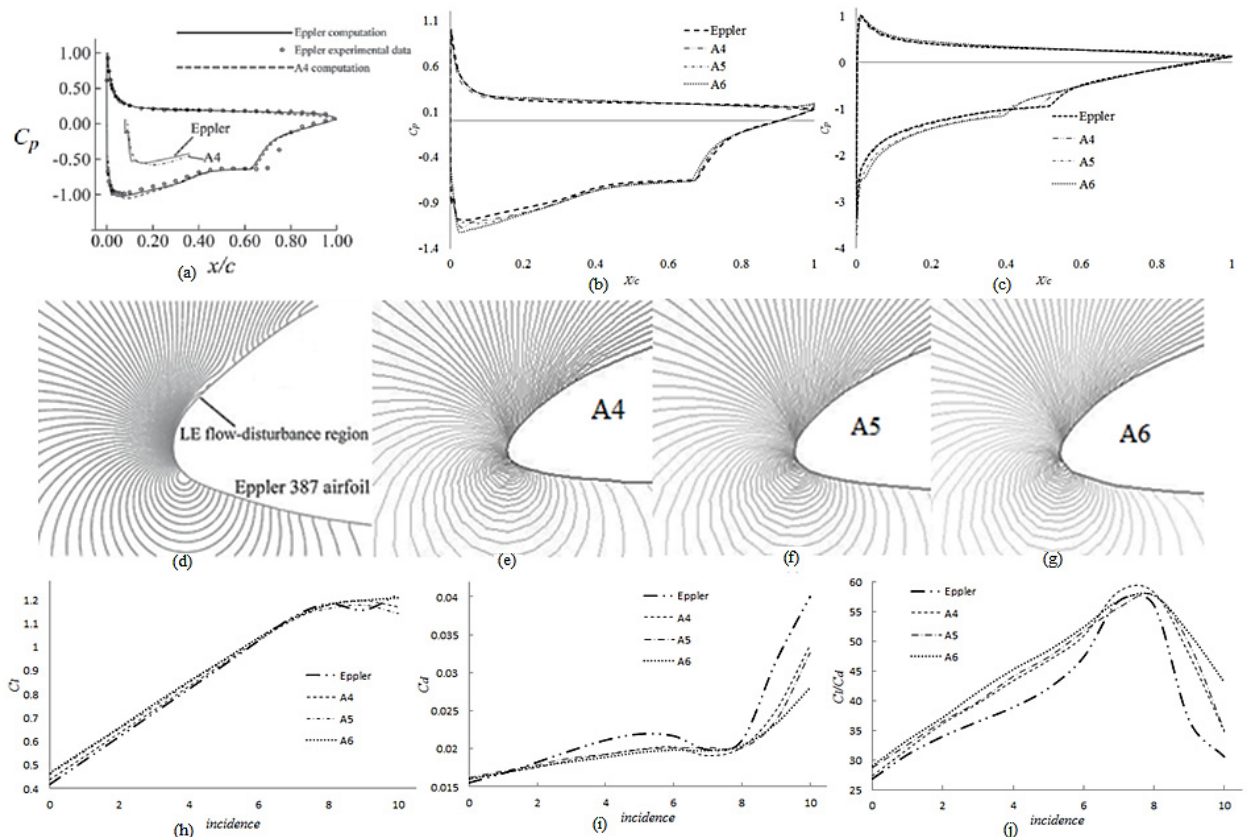 Eppler computation
Eppler experimental data
A4 computation
1.00
0.50
0.00
-0.50
-1.00
Cp
Eppler
A4
0.00 0.20 0.40 0.60 0.80 1.00
x/c
(a)
1.1
0.6
0.1
-0.4
-0.9
-1.4
Cp
Eppler
A4
A5
A6
0 0.2 0.4 0.6 0.8 1
x/c
(b)
1
0
-1
-2
-3
-4
Cp
Eppler
A4
A5
A6
0 0.2 0.4 0.6 0.8 1
x/c
(c)
LE flow-disturbance region
Eppler 387 airfoil
(d)
A4
(e)
A5
(f)
A6
(g)
1.2
1.1
1
0.9
0.8
0.7
0.6
0.5
0.4
Cl
Eppler
A4
A5
A6
0 2 4 6 8 10
incidence
(h)
0.04
0.035
0.03
0.025
0.02
0.015
Cd
Eppler
A4
A5
A6
0 2 4 6 8 10
incidence
(i)
60
55
50
45
40
35
30
25
Cl/Cd
Eppler
A4
A5
A6
0 2 4 6 8 10
incidence
(j)